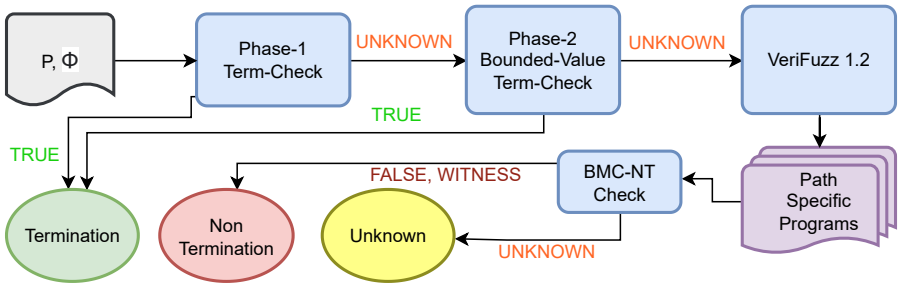 P, Φ
Phase-1
Term-Check
UNKNOWN
Phase-2
Bounded-Value
Term-Check
UNKNOWN
VeriFuzz 1.2
TRUE
TRUE
FALSE, WITNESS
BMC-NT
Check
Path
Specific
Programs
Termination
Non
Termination
Unknown
UNKNOWN